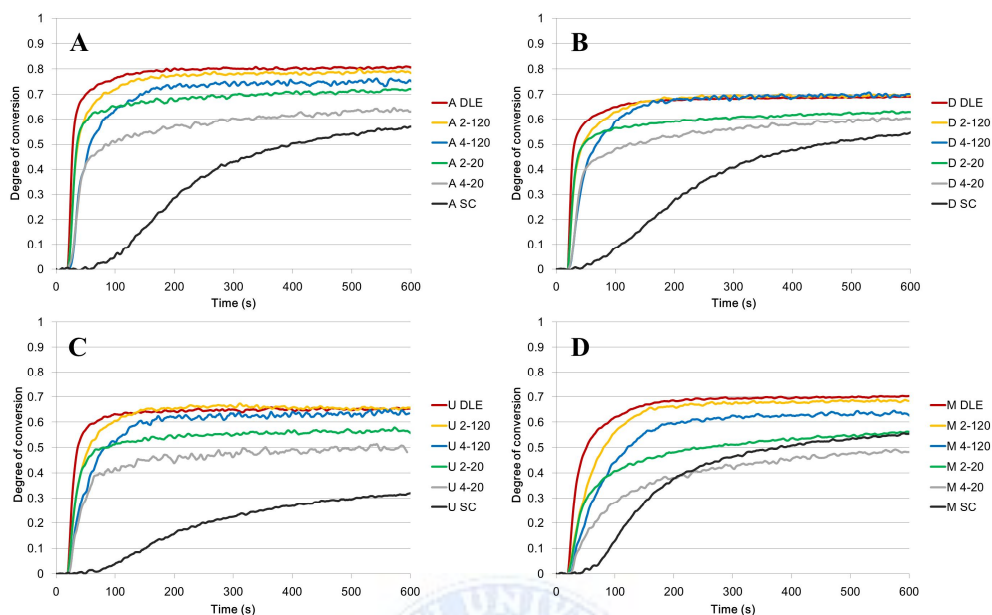 A
Degree of conversion
1
0.9
0.8
0.7
0.6
0.5
0.4
0.3
0.2
0.1
0
0 100 200 300 400 500 600
Time (s)
A DLE
A 2-120
A 4-120
A 2-20
A 4-20
A SC
B
Degree of conversion
1
0.9
0.8
0.7
0.6
0.5
0.4
0.3
0.2
0.1
0
0 100 200 300 400 500 600
Time (s)
D DLE
D 2-120
D 4-120
D 2-20
D 4-20
D SC
C
Degree of conversion
1
0.9
0.8
0.7
0.6
0.5
0.4
0.3
0.2
0.1
0
0 100 200 300 400 500 600
Time (s)
U DLE
U 2-120
U 4-120
U 2-20
U 4-20
U SC
D
Degree of conversion
1
0.9
0.8
0.7
0.6
0.5
0.4
0.3
0.2
0.1
0
0 100 200 300 400 500 600
Time (s)
M DLE
M 2-120
M 4-120
M 2-20
M 4-20
M SC